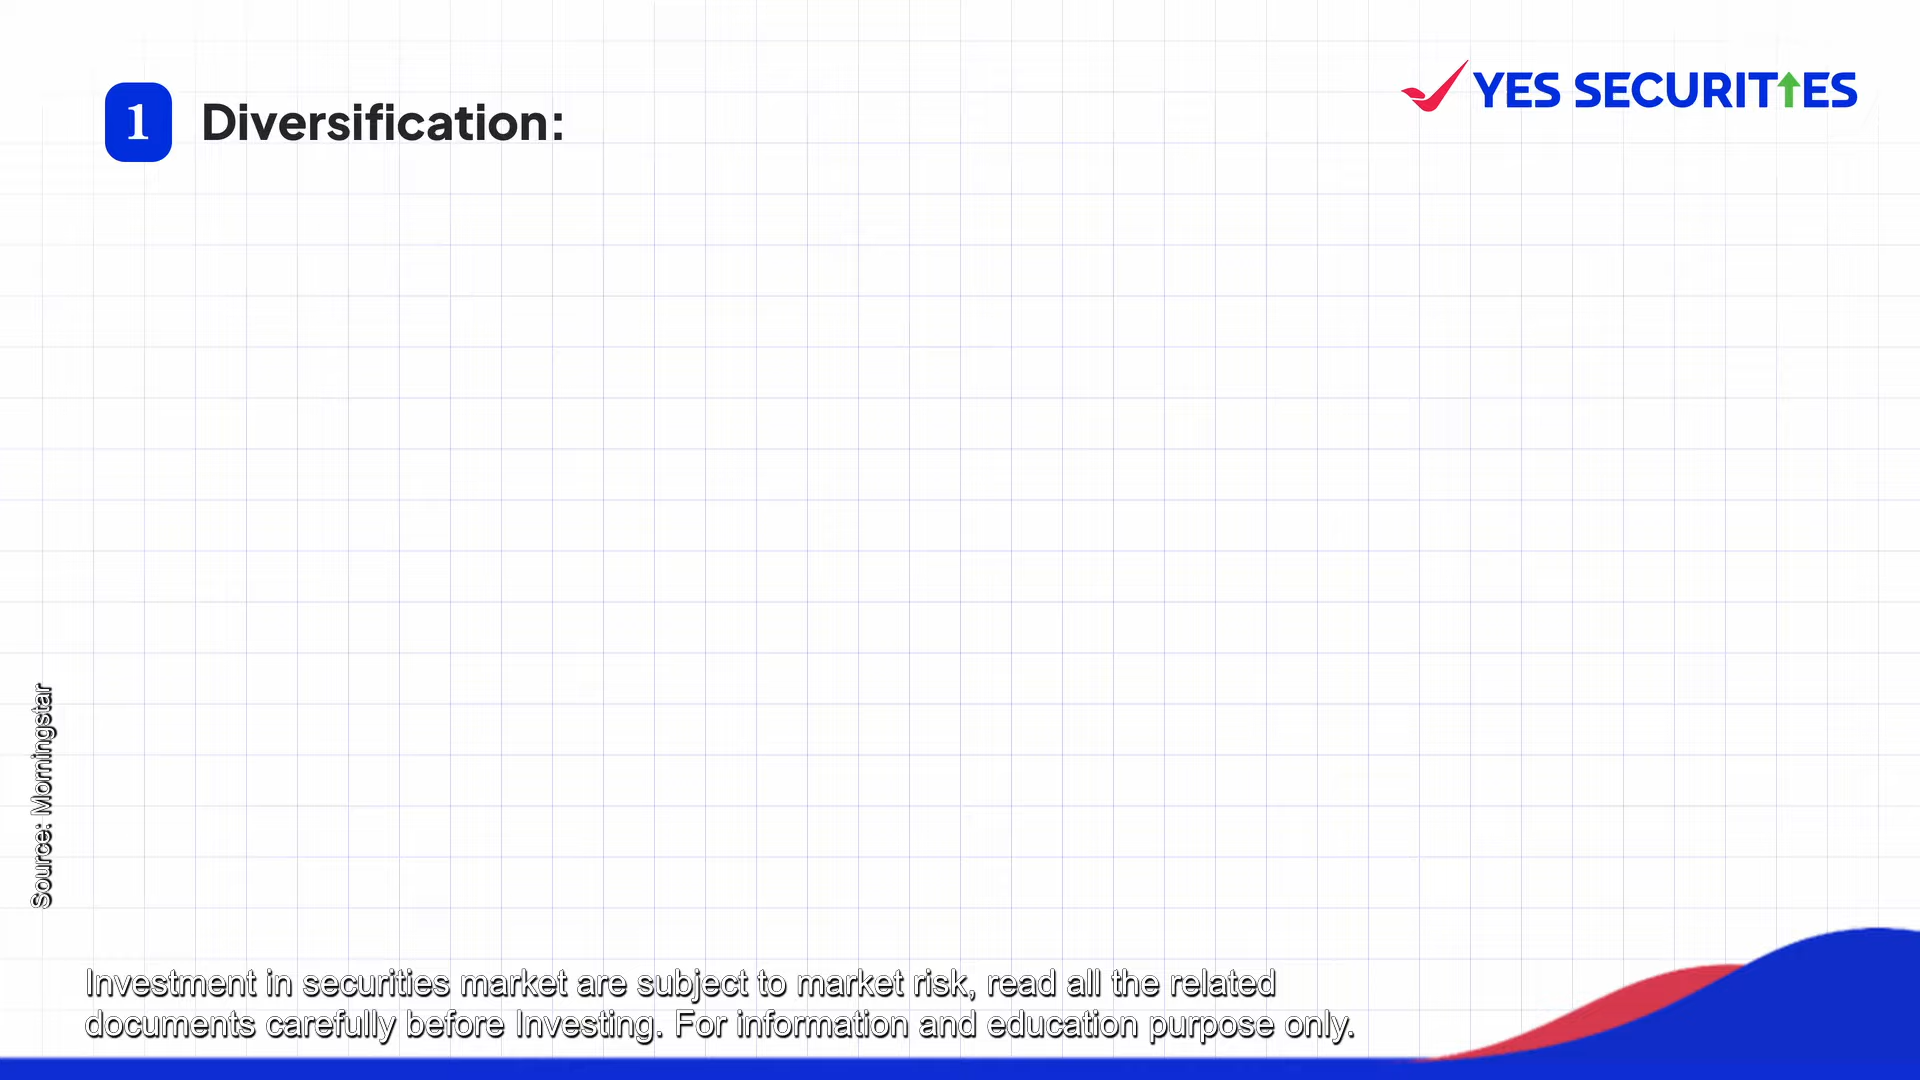 1 Diversification:
YES SECURITIES
Source: Morningstar
Investment in securities market are subject to market risk, read all the related
documents carefully before Investing. For information and education purpose only.